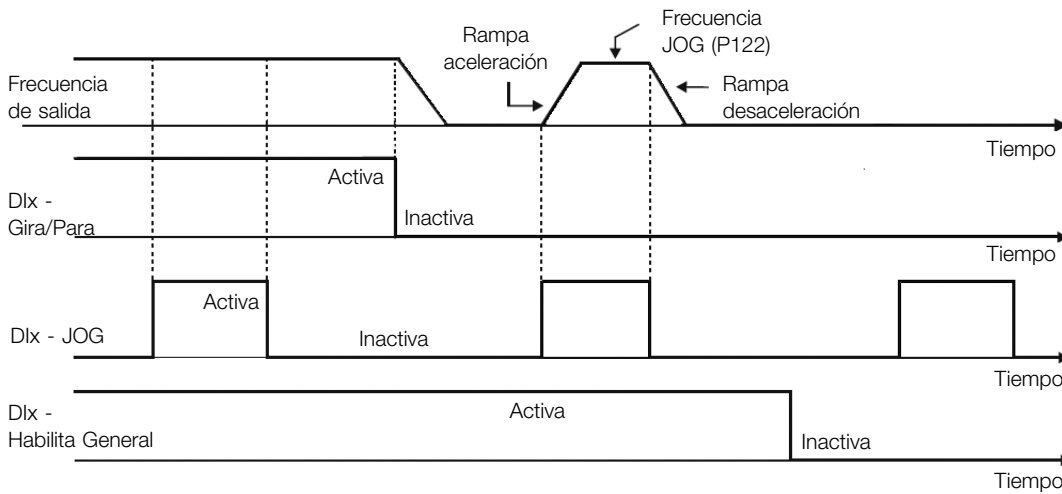 Frecuencia
JOG (P122)
Rampa
aceleración
Frecuencia
de salida
Rampa
desaceleración
Tiempo
Activa
DIx -
Gira/Para
Inactiva
Tiempo
Activa
DIx - JOG
Inactiva
Tiempo
DIx -
Habilita General
Activa
Inactiva
Tiempo